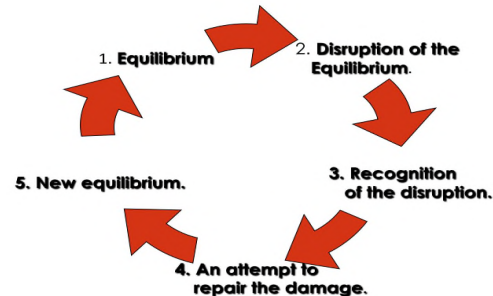 1. Equilibrium
2. Disruption of the
Equilibrium.
3. Recognition
of the disruption.
4. An attempt to
repair the damage.
5. New equilibrium.